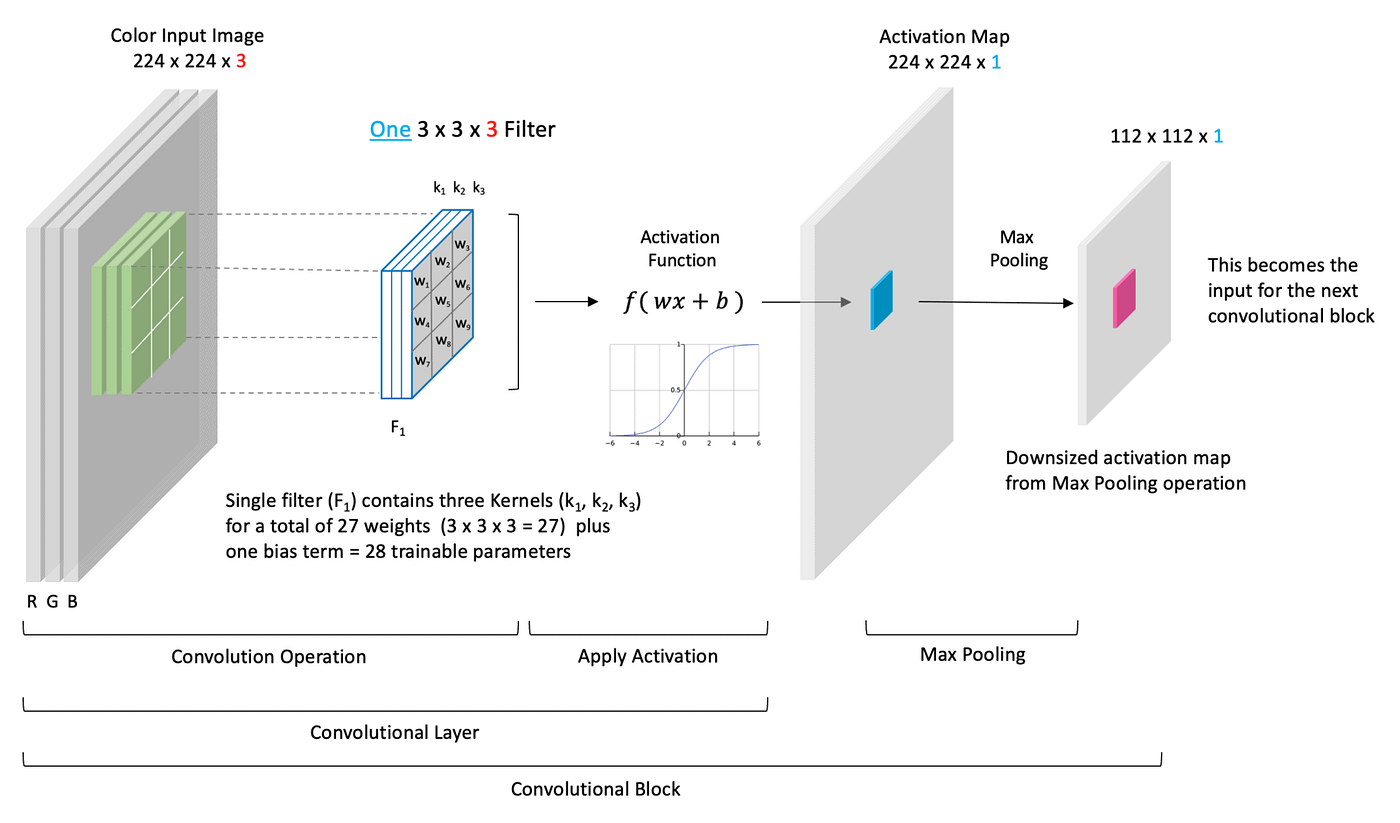 Color Input Image
224 x 224 x 3
One 3 x 3 x 3 Filter
k₁ k₂ k₃
W₁ W₂ W₃
W₄ W₅ W₆
W₇ W₈ W₉
F₁
R G B
Single filter (F₁) contains three Kernels (k₁, k₂, k₃)
for a total of 27 weights (3 x 3 x 3 = 27) plus
one bias term = 28 trainable parameters
Activation
Function
f( wx + b )
1
0.5
0
−6 −4 −2 0 2 4 6
Activation Map
224 x 224 x 1
Max
Pooling
112 x 112 x 1
This becomes the
input for the next
convolutional block
Downsized activation map
from Max Pooling operation
Convolution Operation
Apply Activation
Max Pooling
Convolutional Layer
Convolutional Block